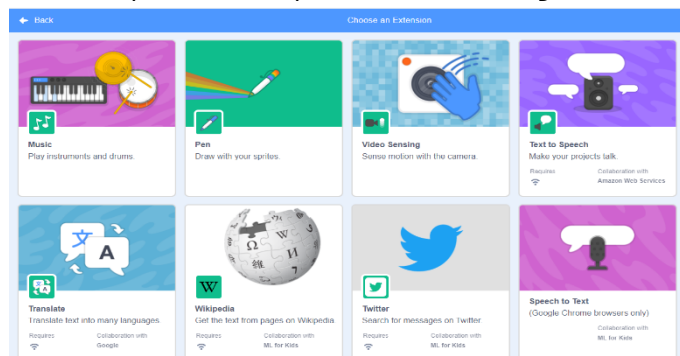 Back
Choose an Extension
Music
Play instruments and drums.
Pen
Draw with your sprites.
Video Sensing
Sense motion with the camera.
Text to Speech
Make your projects talk.
Requires
Collaboration with
Amazon Web Services
文
A
Translate
Translate text into many languages
Requires
Collaboration with
Google
Ω W
維 И
W
Wikipedia
Get the text from pages on Wikipedia
Requires
Collaboration with
ML for Kids
Twitter
Search for messages on Twitter
Requires
Collaboration with
ML for Kids
Speech to Text
(Google Chrome browsers only)
Collaboration with
ML for Kids